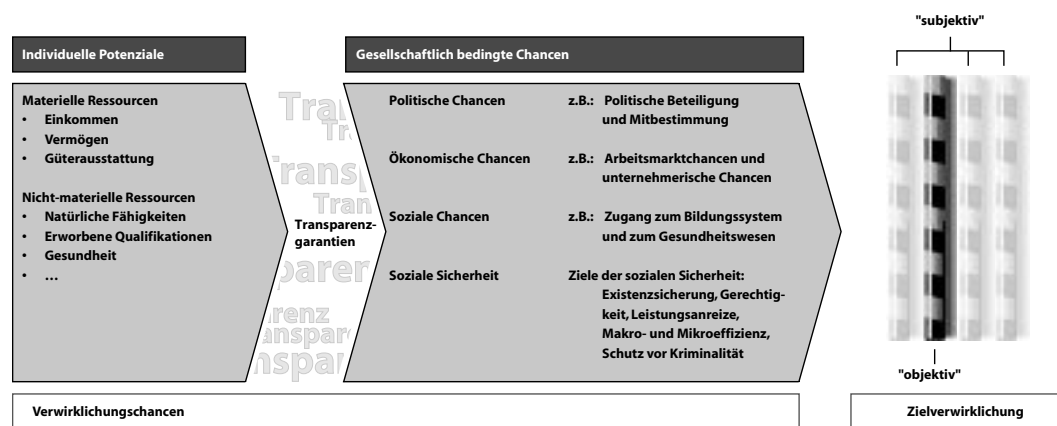 "subjektiv"
Individuelle Potenziale
Gesellschaftlich bedingte Chancen
Materielle Ressourcen
• Einkommen
• Vermögen
• Güterausstattung
Nicht-materielle Ressourcen
• Natürliche Fähigkeiten
• Erworbene Qualifikationen
• Gesundheit
• …
Transparenz-
garantien
Politische Chancen z.B.: Politische Beteiligung
und Mitbestimmung
Ökonomische Chancen z.B.: Arbeitsmarktchancen und
unternehmerische Chancen
Soziale Chancen z.B.: Zugang zum Bildungssystem
und zum Gesundheitswesen
Soziale Sicherheit Ziele der sozialen Sicherheit:
Existenzsicherung, Gerechtig-
keit, Leistungsanreize,
Makro- und Mikroeffizienz,
Schutz vor Kriminalität
"objektiv"
Verwirklichungschancen
Zielverwirklichung